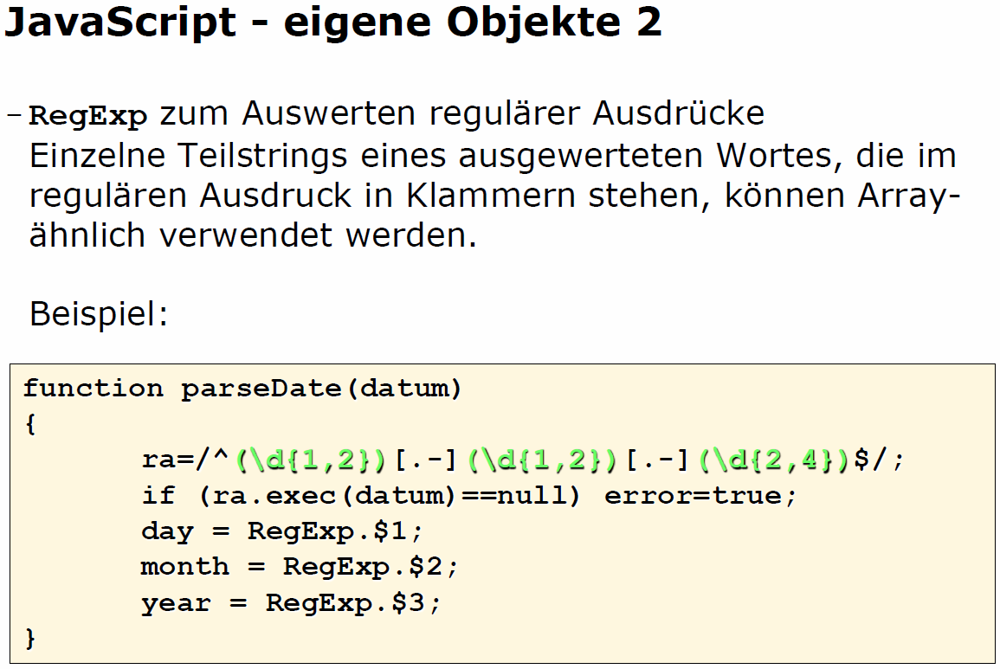 JavaScript - eigene Objekte 2
- RegExp zum Auswerten regulärer Ausdrücke
Einzelne Teilstrings eines ausgewerteten Wortes, die im
regulären Ausdruck in Klammern stehen, können Array-
ähnlich verwendet werden.
Beispiel:
function parseDate(datum)
{
ra=/^(\d{1,2})[.-](\d{1,2})[.-](\d{2,4})$/;
if (ra.exec(datum)==null) error=true;
day = RegExp.$1;
month = RegExp.$2;
year = RegExp.$3;
}